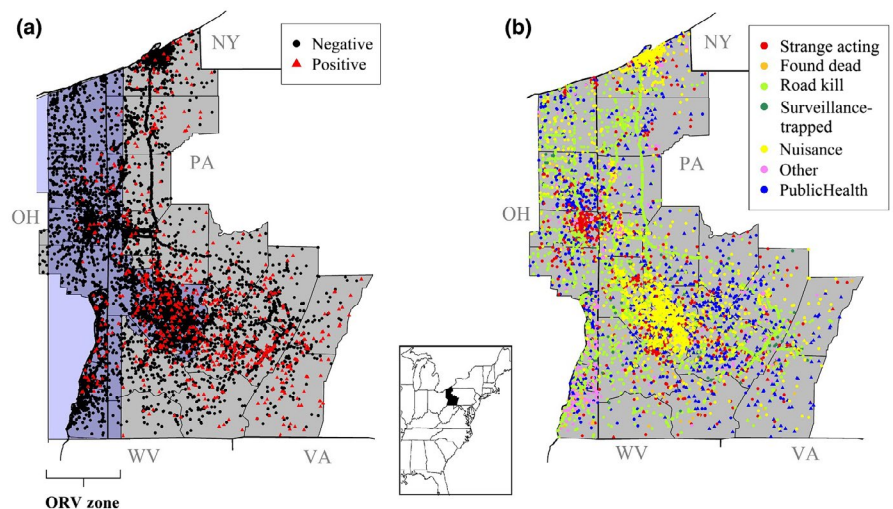 (a)
Negative
Positive
NY
PA
OH
WV
VA
ORV zone
(b)
Strange acting
Found dead
Road kill
Surveillance-
trapped
Nuisance
Other
PublicHealth
NY
PA
OH
WV
VA